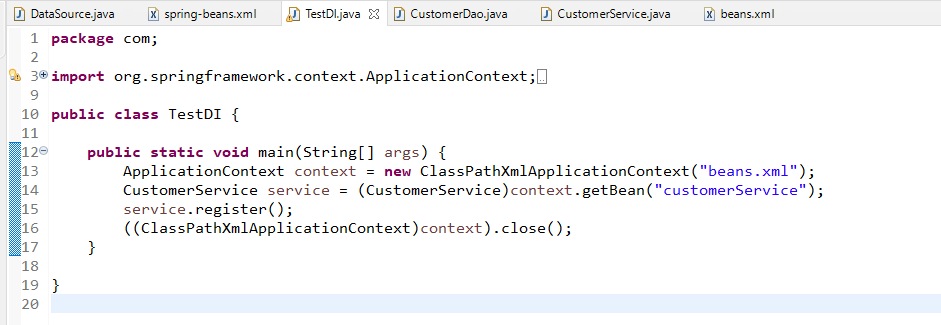 DataSource.java spring-beans.xml TestDI.java CustomerDao.java CustomerService.java beans.xml
1 package com;
2
3 import org.springframework.context.ApplicationContext;
9
10 public class TestDI {
11
12 public static void main(String[] args) {
13 ApplicationContext context = new ClassPathXmlApplicationContext("beans.xml");
14 CustomerService service = (CustomerService)context.getBean("customerService");
15 service.register();
16 ((ClassPathXmlApplicationContext)context).close();
17 }
18
19 }
20